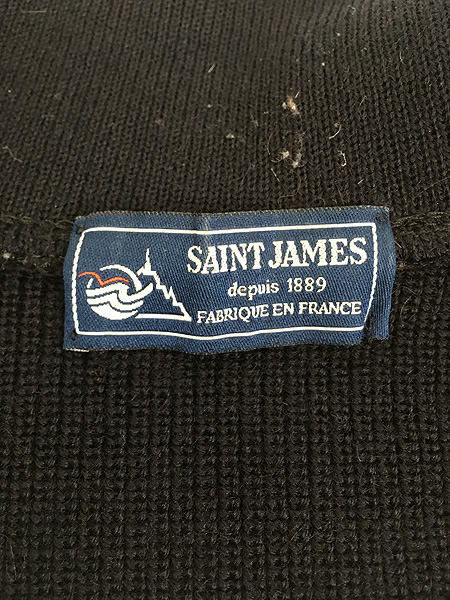 SAINT JAMES
depuis 1889
FABRIQUE EN FRANCE